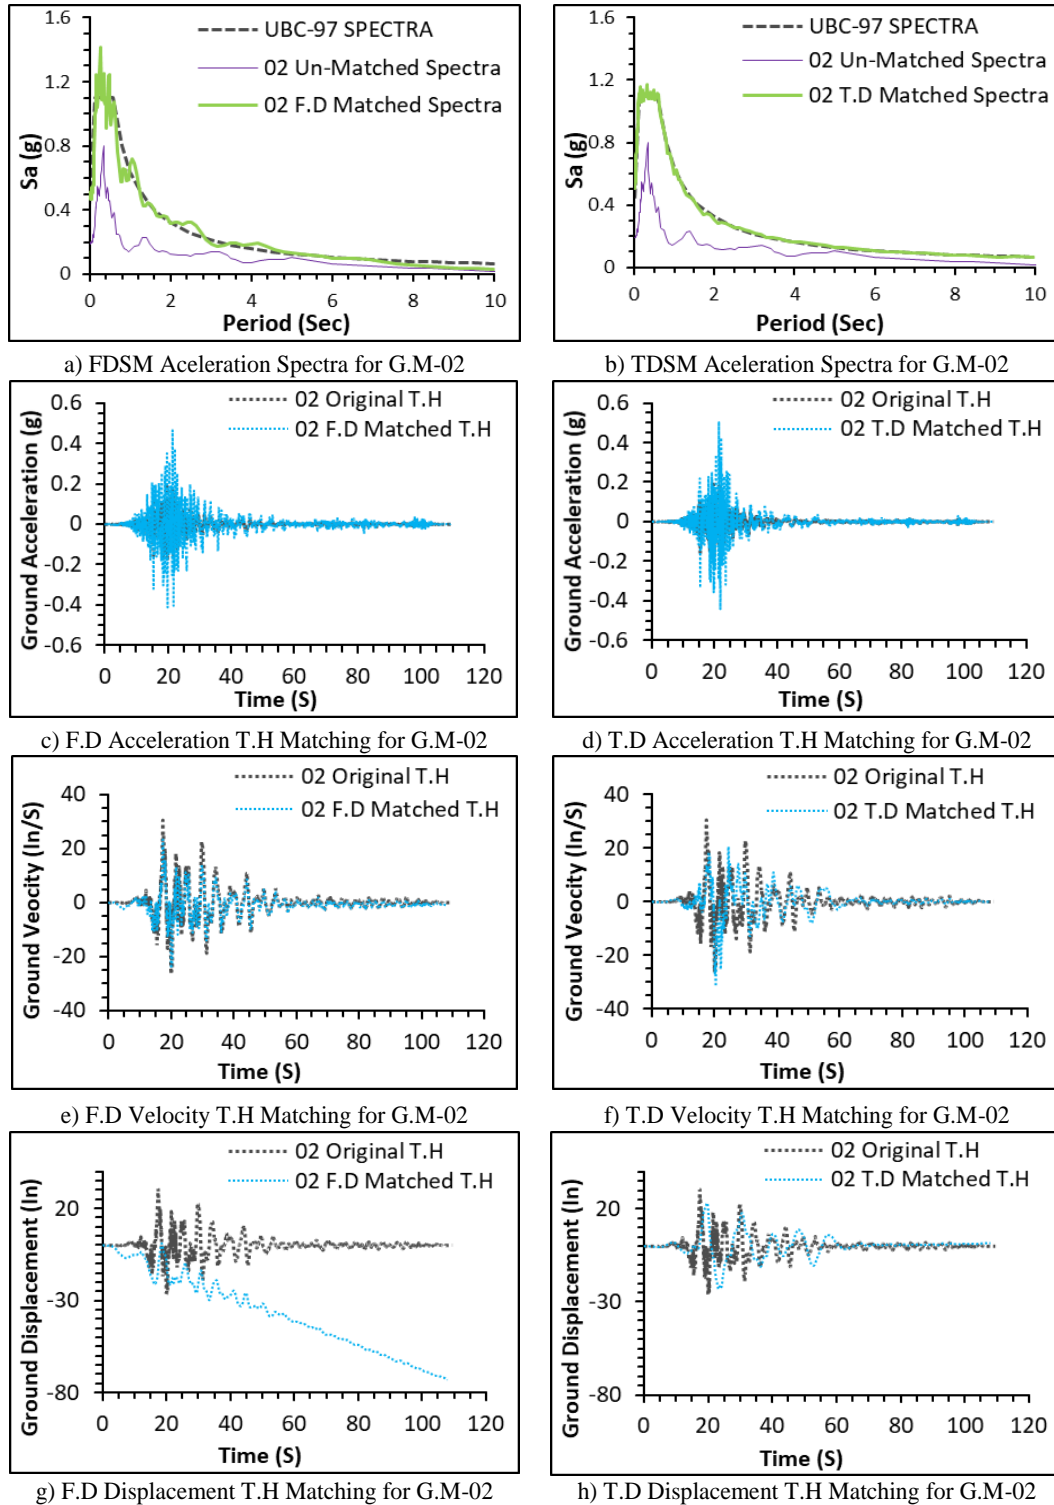 1.6
1.2
0.8
0.4
0
Sa (g)
UBC-97 SPECTRA
02 Un-Matched Spectra
02 F.D Matched Spectra
0 2 4 6 8 10
Period (Sec)
a) FDSM Aceleration Spectra for G.M-02
1.6
1.2
0.8
0.4
0
Sa (g)
UBC-97 SPECTRA
02 Un-Matched Spectra
02 T.D Matched Spectra
0 2 4 6 8 10
Period (Sec)
b) TDSM Aceleration Spectra for G.M-02
0.6
0.4
0.2
0
-0.2
-0.4
-0.6
Ground Acceleration (g)
02 Original T.H
02 F.D Matched T.H
0 20 40 60 80 100 120
Time (S)
c) F.D Acceleration T.H Matching for G.M-02
0.6
0.4
0.2
0
-0.2
-0.4
-0.6
Ground Acceleration (g)
02 Original T.H
02 T.D Matched T.H
0 20 40 60 80 100 120
Time (S)
d) T.D Acceleration T.H Matching for G.M-02
40
20
0
-20
-40
Ground Veocity (In/S)
02 Original T.H
02 F.D Matched T.H
0 20 40 60 80 100 120
Time (S)
e) F.D Velocity T.H Matching for G.M-02
40
20
0
-20
-40
Ground Veocity (In/S)
02 Original T.H
02 T.D Matched T.H
0 20 40 60 80 100 120
Time (S)
f) T.D Velocity T.H Matching for G.M-02
20
-30
-80
Ground Displacement (In)
02 Original T.H
02 F.D Matched T.H
0 20 40 60 80 100 120
Time (S)
g) F.D Displacement T.H Matching for G.M-02
20
-30
-80
Ground Displacement (In)
02 Original T.H
02 T.D Matched T.H
0 20 40 60 80 100 120
Time (S)
h) T.D Displacement T.H Matching for G.M-02